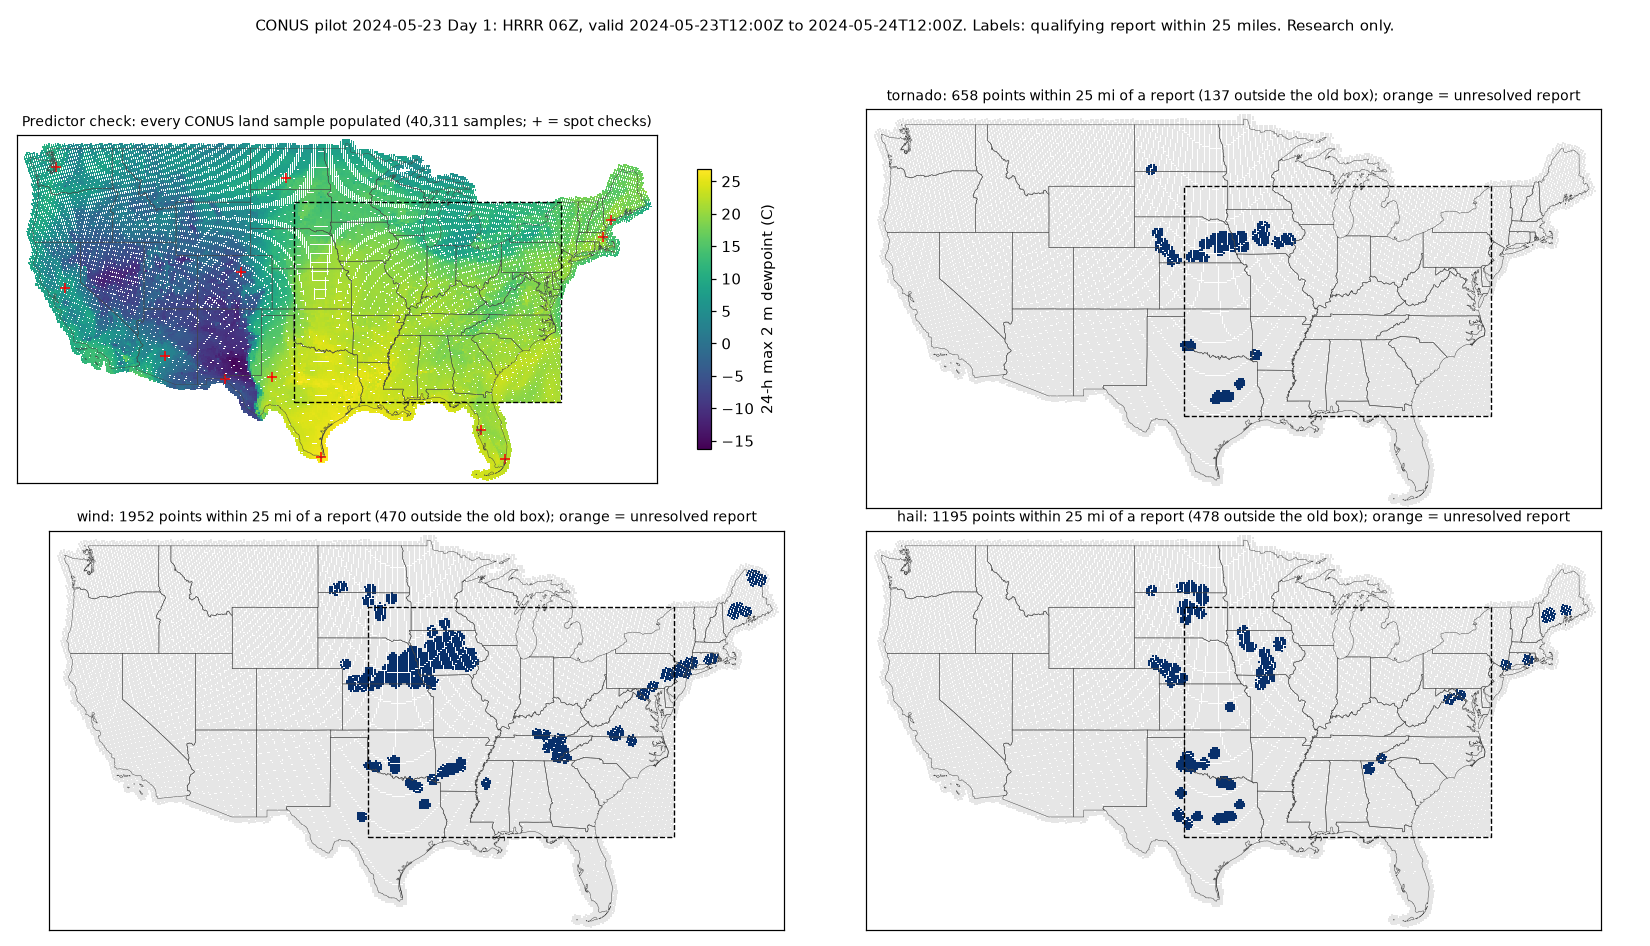 CONUS pilot 2024-05-23 Day 1: HRRR 06Z, valid 2024-05-23T12:00Z to 2024-05-24T12:00Z. Labels: qualifying report within 25 miles. Research only.
Predictor check: every CONUS land sample populated (40,311 samples; + = spot checks)
25
20
15
10
5
0
−5
−10
−15
24-h max 2 m dewpoint (C)
tornado: 658 points within 25 mi of a report (137 outside the old box); orange = unresolved report
wind: 1952 points within 25 mi of a report (470 outside the old box); orange = unresolved report
hail: 1195 points within 25 mi of a report (478 outside the old box); orange = unresolved report